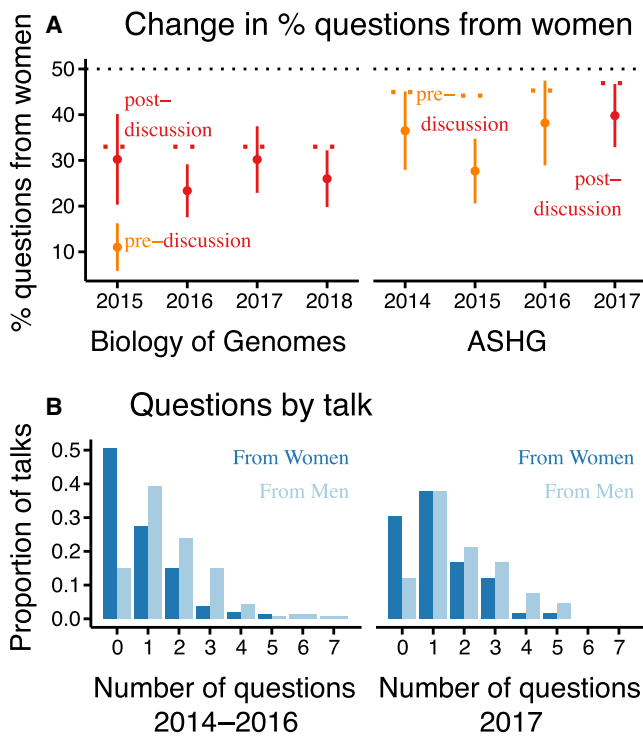 A Change in % questions from women
% questions from women
50
40
30
20
10
post–
discussion
pre–discussion
2015 2016 2017 2018
Biology of Genomes
pre–
discussion
post–
discussion
2014 2015 2016 2017
ASHG
B Questions by talk
Proportion of talks
0.5
0.4
0.3
0.2
0.1
0.0
From Women
From Men
0 1 2 3 4 5 6 7
Number of questions
2014–2016
From Women
From Men
0 1 2 3 4 5 6 7
Number of questions
2017